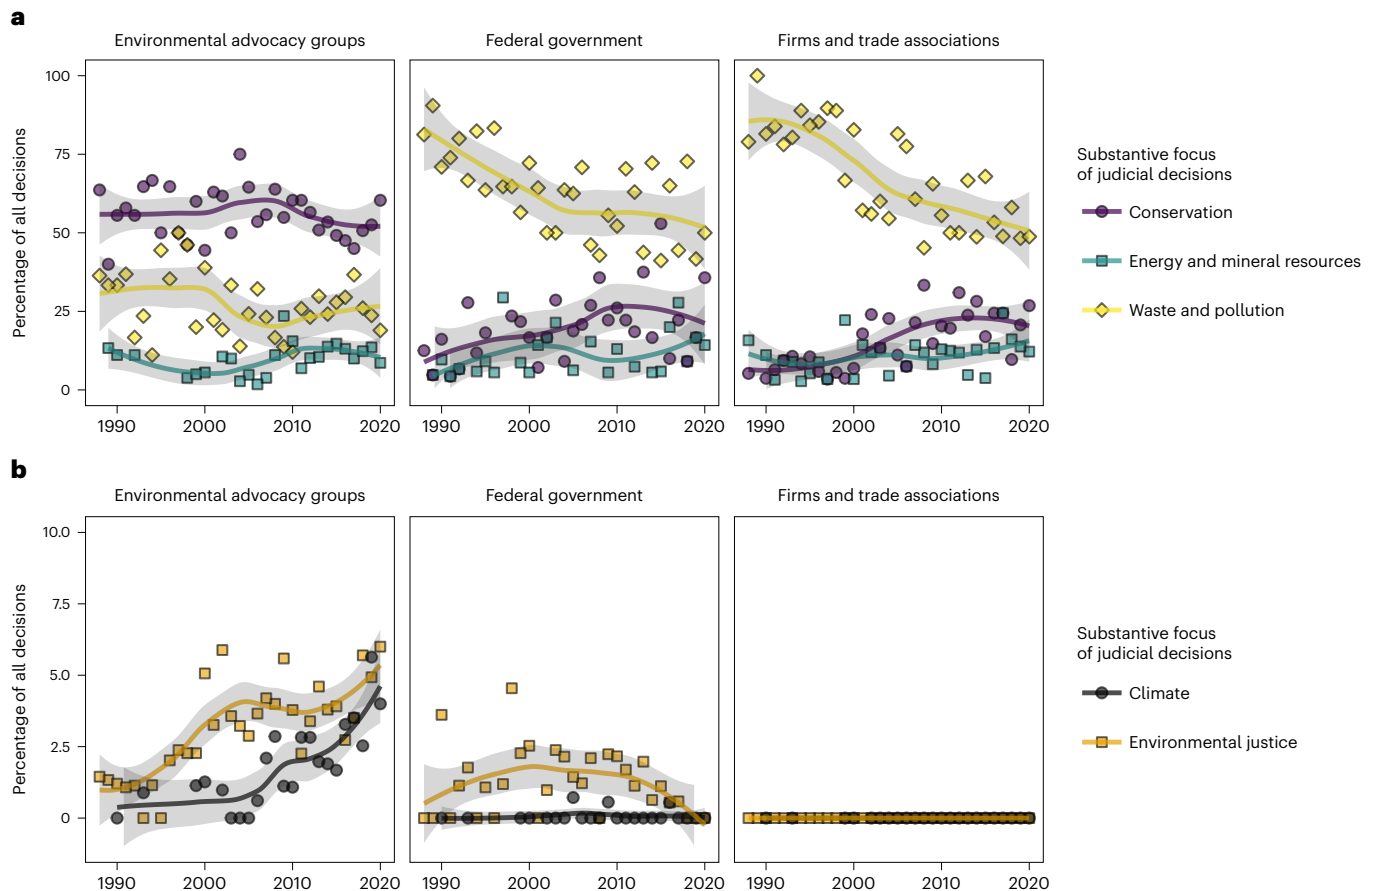 a
Environmental advocacy groups
Federal government
Firms and trade associations
Percentage of all decisions
100
75
50
25
0
1990 2000 2010 2020
1990 2000 2010 2020
1990 2000 2010 2020
Substantive focus
of judicial decisions
Conservation
Energy and mineral resources
Waste and pollution
b
Environmental advocacy groups
Federal government
Firms and trade associations
Percentage of all decisions
10.0
7.5
5.0
2.5
0
1990 2000 2010 2020
1990 2000 2010 2020
1990 2000 2010 2020
Substantive focus
of judicial decisions
Climate
Environmental justice